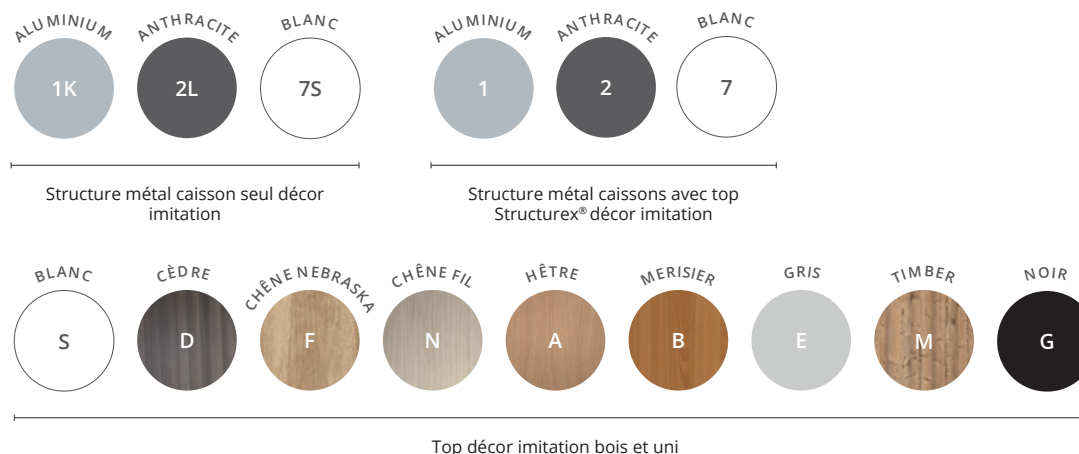 ALUMINIUM ANTHRACITE BLANC
1K 2L 7S
Structure métal caisson seul décor
imitation
ALUMINIUM ANTHRACITE BLANC
1 2 7
Structure métal caissons avec top
Structurex® décor imitation
BLANC CÈDRE CHÊNE NEBRASKA CHÊNE FIL HÊTRE MERISIER GRIS TIMBER NOIR
S D F N A B E M G
Top décor imitation bois et uni